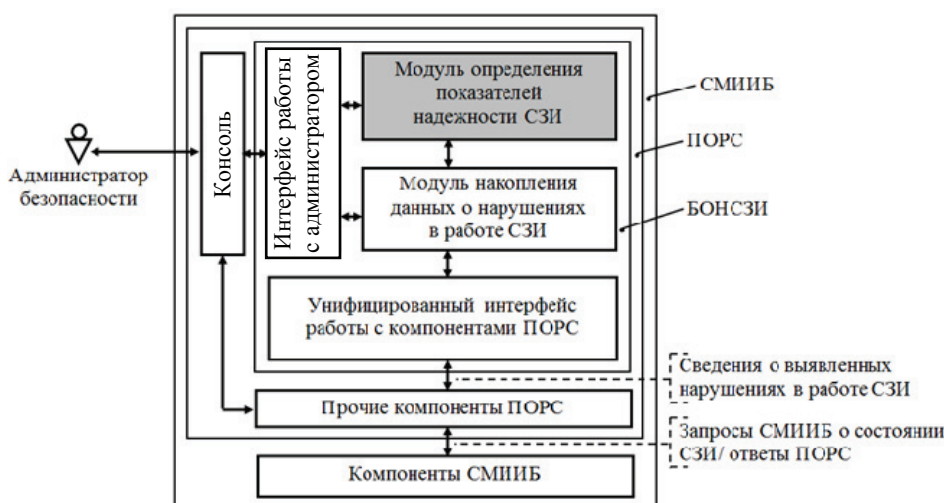 Администратор
безопасности
Консоль
Интерфейс работы
с администратором
Модуль определения
показателей
надежности СЗИ
Модуль накопления
данных о нарушениях
в работе СЗИ
Унифицированный интерфейс
работы с компонентами ПОРС
Прочие компоненты ПОРС
Компоненты СМИИБ
СМИИБ
ПОРС
БОНСЗИ
Сведения о выявленных
нарушениях в работе СЗИ
Запросы СМИИБ о состоянии
СЗИ/ ответы ПОРС